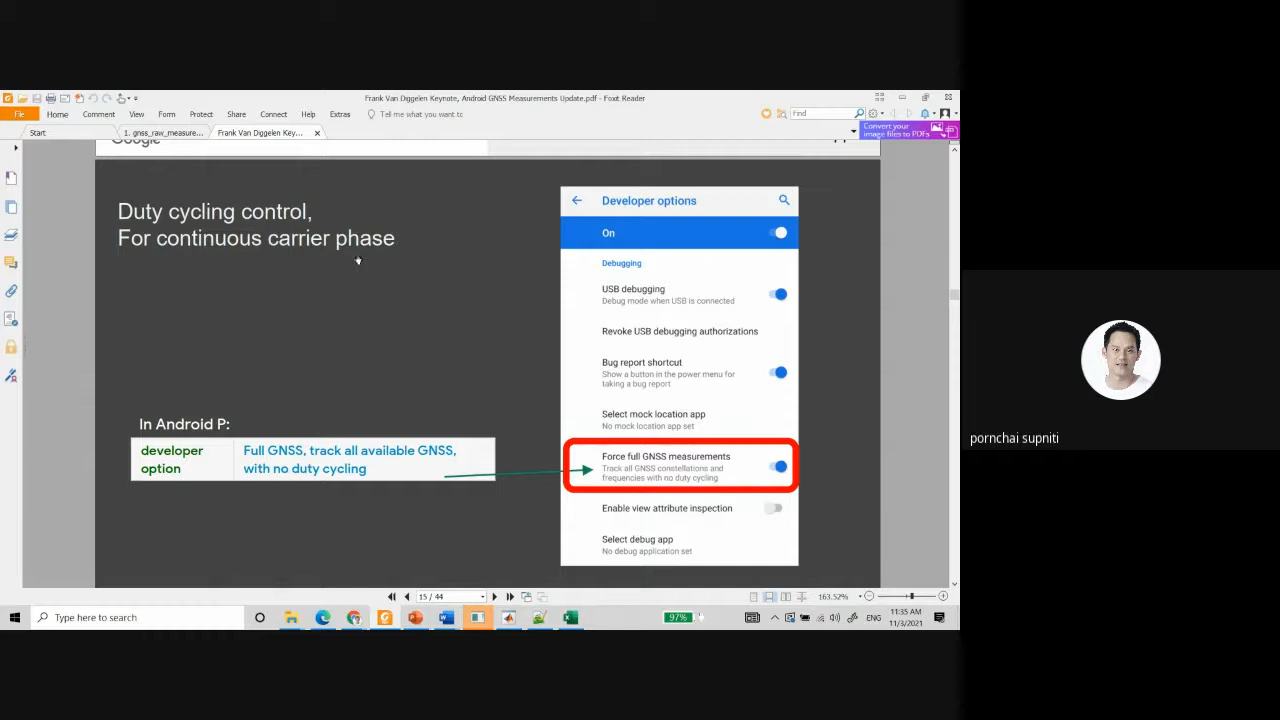 Frank Van Diggelen Keynote, Android GNSS Measurements Update.pdf - Foxit Reader
File Home Comment View Form Protect Share Connect Help Extras Tell me what you want to Find
Start 1. gnss_raw_measure... Frank Van Diggelen Key... Convert your
image files to PDFs
Google
Duty cycling control,
For continuous carrier phase
In Android P:
developer
option
Full GNSS, track all available GNSS,
with no duty cycling
Developer options
On
Debugging
USB debugging
Debug mode when USB is connected
Revoke USB debugging authorizations
Bug report shortcut
Show a button in the power menu for
taking a bug report
Select mock location app
No mock location app set
Force full GNSS measurements
Track all GNSS constellations and
frequencies with no duty cycling
Enable view attribute inspection
Select debug app
No debug application set
15 / 44
163.52%
Type here to search
97%
ENG
11:35 AM
11/3/2021
pornchai supniti